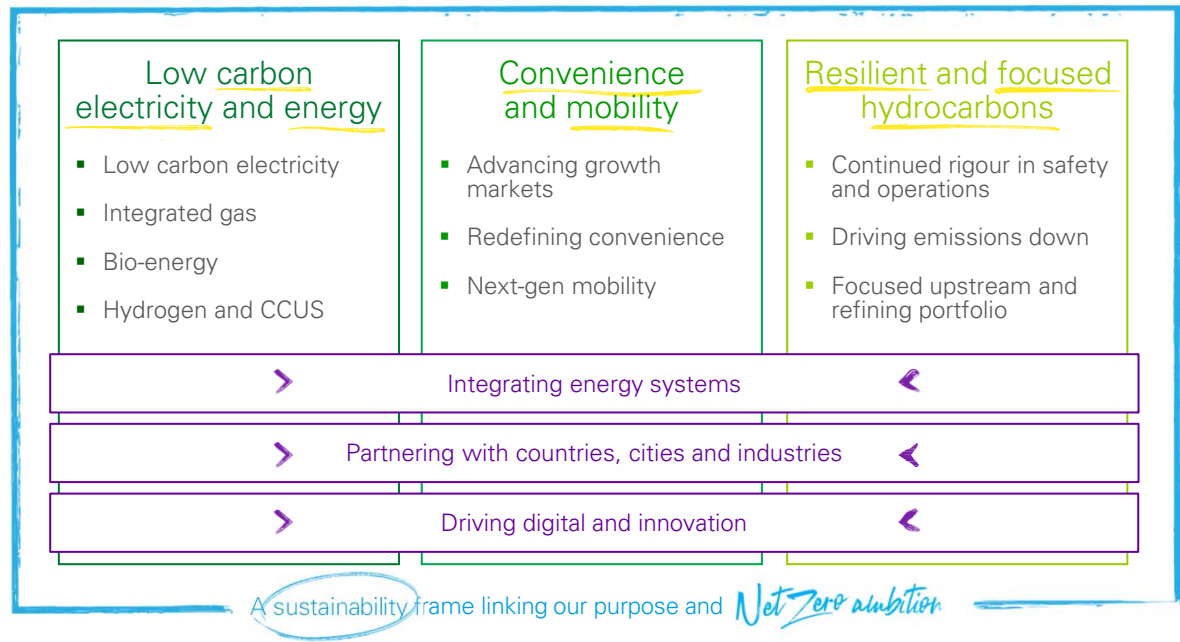 Low carbon
electricity and energy
▪ Low carbon electricity
▪ Integrated gas
▪ Bio-energy
▪ Hydrogen and CCUS
Convenience
and mobility
▪ Advancing growth
markets
▪ Redefining convenience
▪ Next-gen mobility
Resilient and focused
hydrocarbons
▪ Continued rigour in safety
and operations
▪ Driving emissions down
▪ Focused upstream and
refining portfolio
Integrating energy systems
Partnering with countries, cities and industries
Driving digital and innovation
A sustainability frame linking our purpose and Net Zero ambition